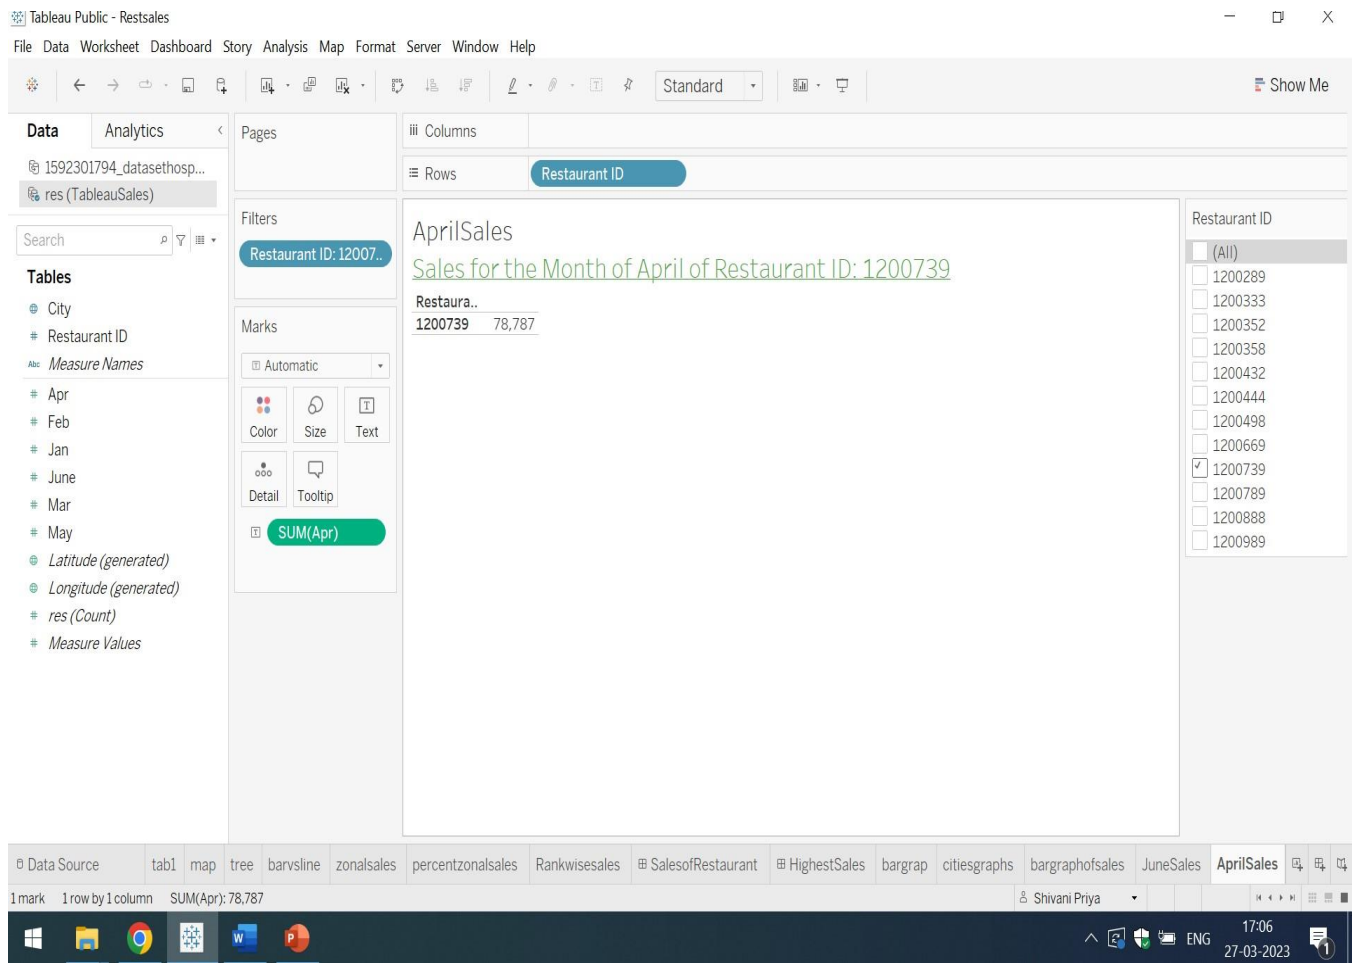 Tableau Public - Restsales
File Data Worksheet Dashboard Story Analysis Map Format Server Window Help
Standard
Show Me
Data Analytics
1592301794_datasethosp...
res (TableauSales)
Search
Tables
City
# Restaurant ID
Abc Measure Names
# Apr
# Feb
# Jan
# June
# Mar
# May
Latitude (generated)
Longitude (generated)
# res (Count)
# Measure Values
Pages
Filters
Restaurant ID: 12007..
Marks
Automatic
Color Size Text
Detail Tooltip
SUM(Apr)
iii Columns
Rows Restaurant ID
AprilSales
Sales for the Month of April of Restaurant ID: 1200739
Restaura..
1200739 78,787
Restaurant ID
(All)
1200289
1200333
1200352
1200358
1200432
1200444
1200498
1200669
1200739
1200789
1200888
1200989
Data Source tab1 map tree barvsline zonalsales percentzonalsales Rankwisesales SalesofRestaurant HighestSales bargrap citiesgraphs bargraphofsales JuneSales AprilSales
1 mark 1 row by 1 column SUM(Apr): 78,787 Shivani Priya
ENG 17:06
27-03-2023
1